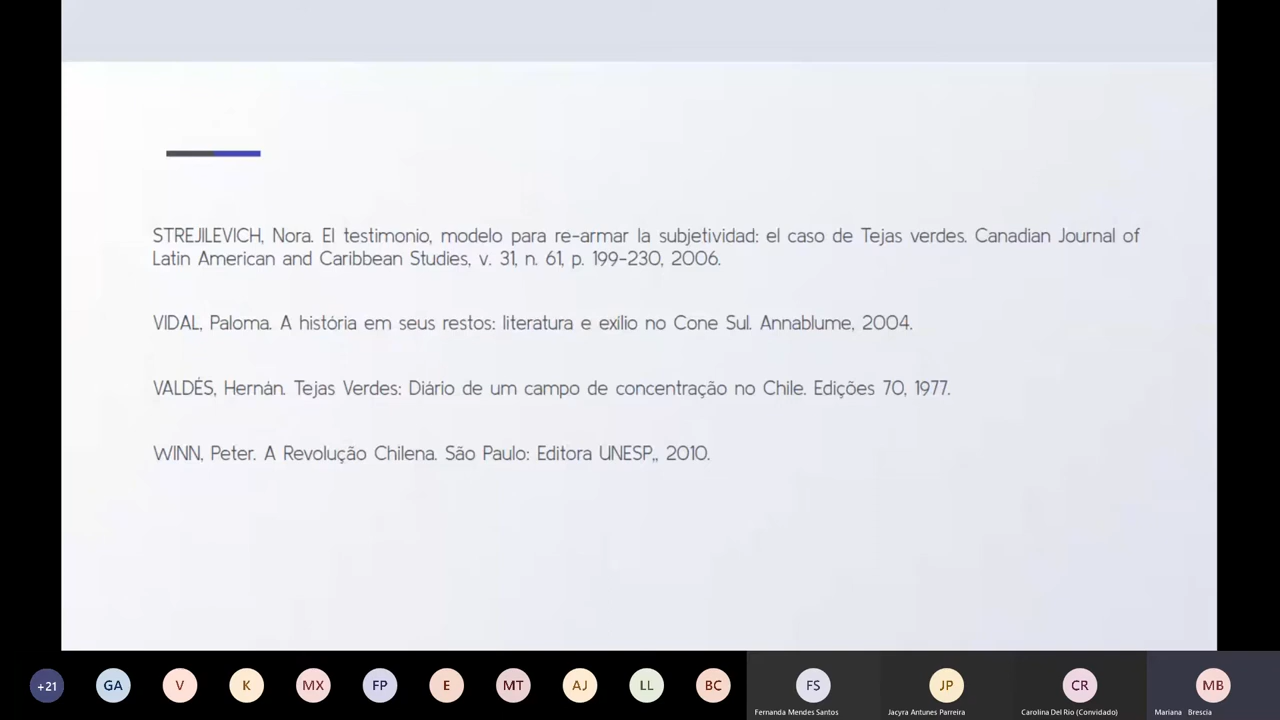 STREJILEVICH, Nora. El testimonio, modelo para re-armar la subjetividad: el caso de Tejas verdes. Canadian Journal of
Latin American and Caribbean Studies, v. 31, n. 61, p. 199-230, 2006.
VIDAL, Paloma. A história em seus restos: literatura e exílio no Cone Sul. Annablume, 2004.
VALDÉS, Hernán. Tejas Verdes: Diário de um campo de concentração no Chile. Edições 70, 1977.
WINN, Peter. A Revolução Chilena. São Paulo: Editora UNESP,, 2010.
+21 GA V K MX FP E MT AJ LL BC FS JP CR MB
Fernanda Mendes Santos Jacyra Antunes Parreira Carolina Del Rio (Convidado) Mariana Brescia